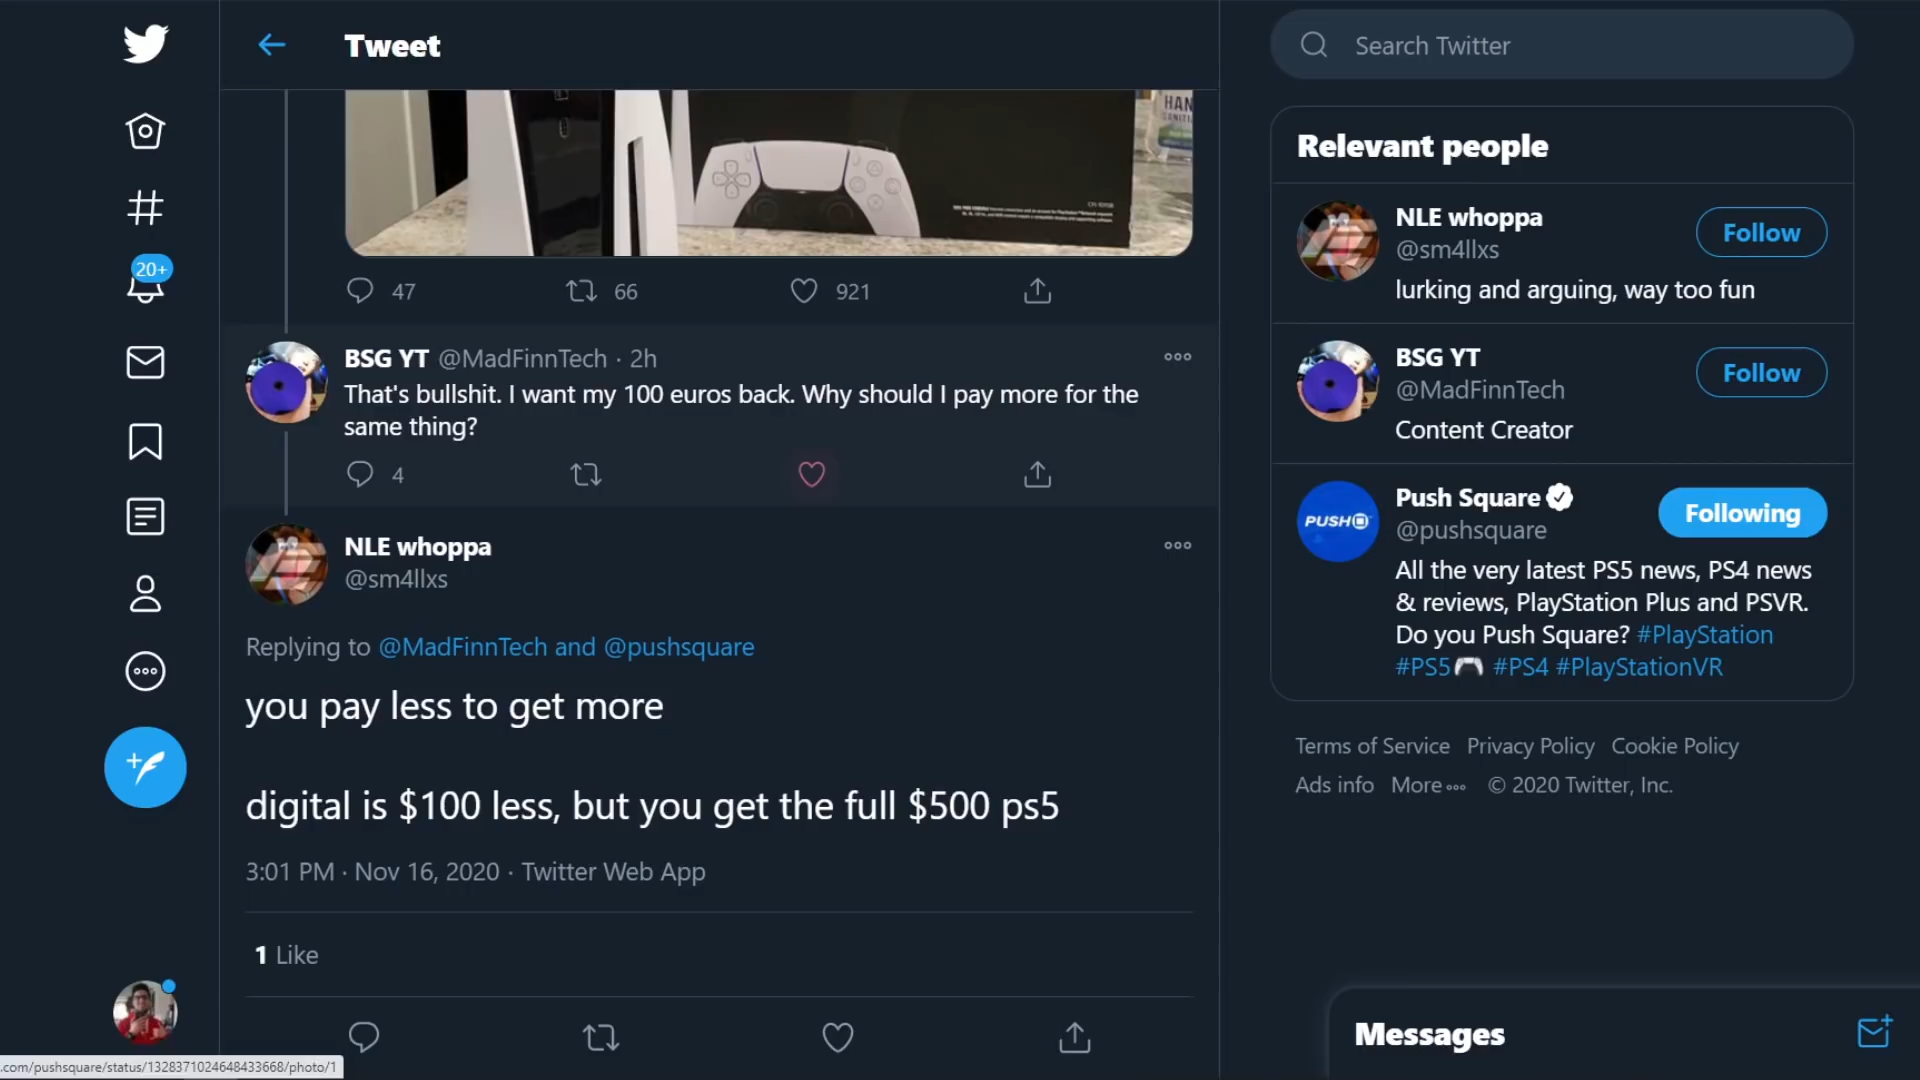 Tweet
HAN
47
66
921
BSG YT @MadFinnTech · 2h
That's bullshit. I want my 100 euros back. Why should I pay more for the
same thing?
4
NLE whoppa
@sm4llxs
Replying to @MadFinnTech and @pushsquare
you pay less to get more
digital is $100 less, but you get the full $500 ps5
3:01 PM · Nov 16, 2020 · Twitter Web App
1 Like
20+
.com/pushsquare/status/1328371024648433668/photo/1
Search Twitter
Relevant people
NLE whoppa
@sm4llxs
Follow
lurking and arguing, way too fun
BSG YT
@MadFinnTech
Follow
Content Creator
PUSH
Push Square
@pushsquare
Following
All the very latest PS5 news, PS4 news
& reviews, PlayStation Plus and PSVR.
Do you Push Square? #PlayStation
#PS5🎮 #PS4 #PlayStationVR
Terms of Service Privacy Policy Cookie Policy
Ads info More ••• © 2020 Twitter, Inc.
Messages